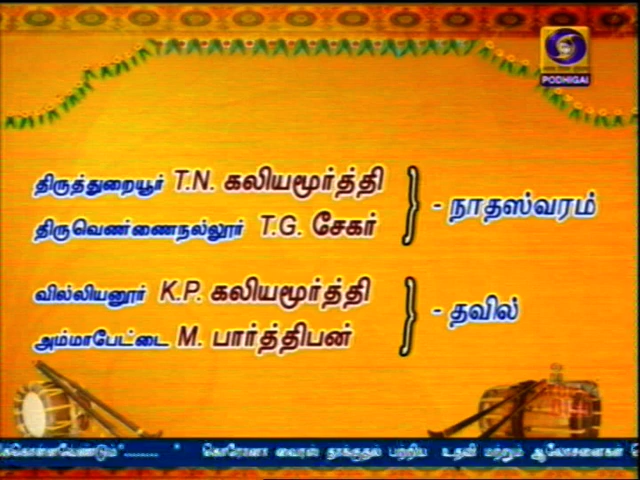 PODHIGAI
திருத்துறையூர் T.N. கலியமூர்த்தி
திருவெண்ணைநல்லூர் T.G. சேகர்
- நாதஸ்வரம்
வில்லியனூர் K.P. கலியமூர்த்தி
அம்மாபேட்டை M. பார்த்திபன்
- தவில்
கொள்ளவேண்டும்"........ " கொரோனா வைரஸ் தாக்குதல் பற்றிய உதவி மற்றும் ஆலோசனைகள்